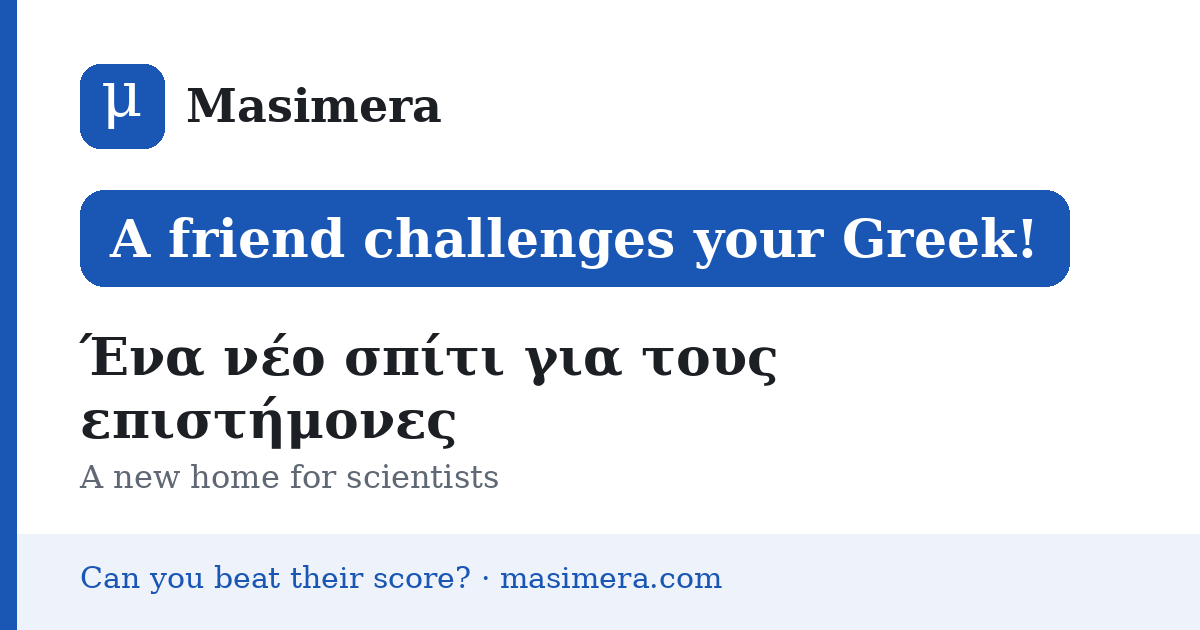 μ Masimera
A friend challenges your Greek!
Ένα νέο σπίτι για τους
επιστήμονες
A new home for scientists
Can you beat their score? · masimera.com